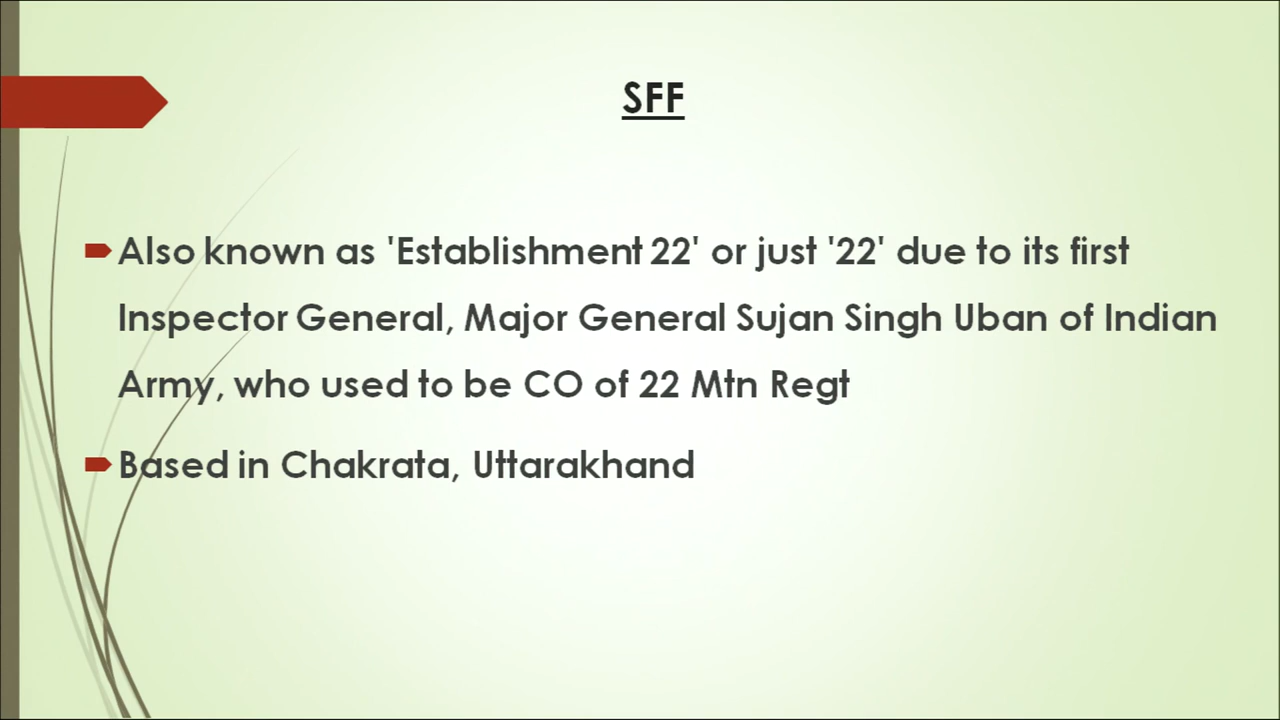 SFF
Also known as 'Establishment 22' or just '22' due to its first
Inspector General, Major General Sujan Singh Uban of Indian
Army, who used to be CO of 22 Mtn Regt
Based in Chakrata, Uttarakhand